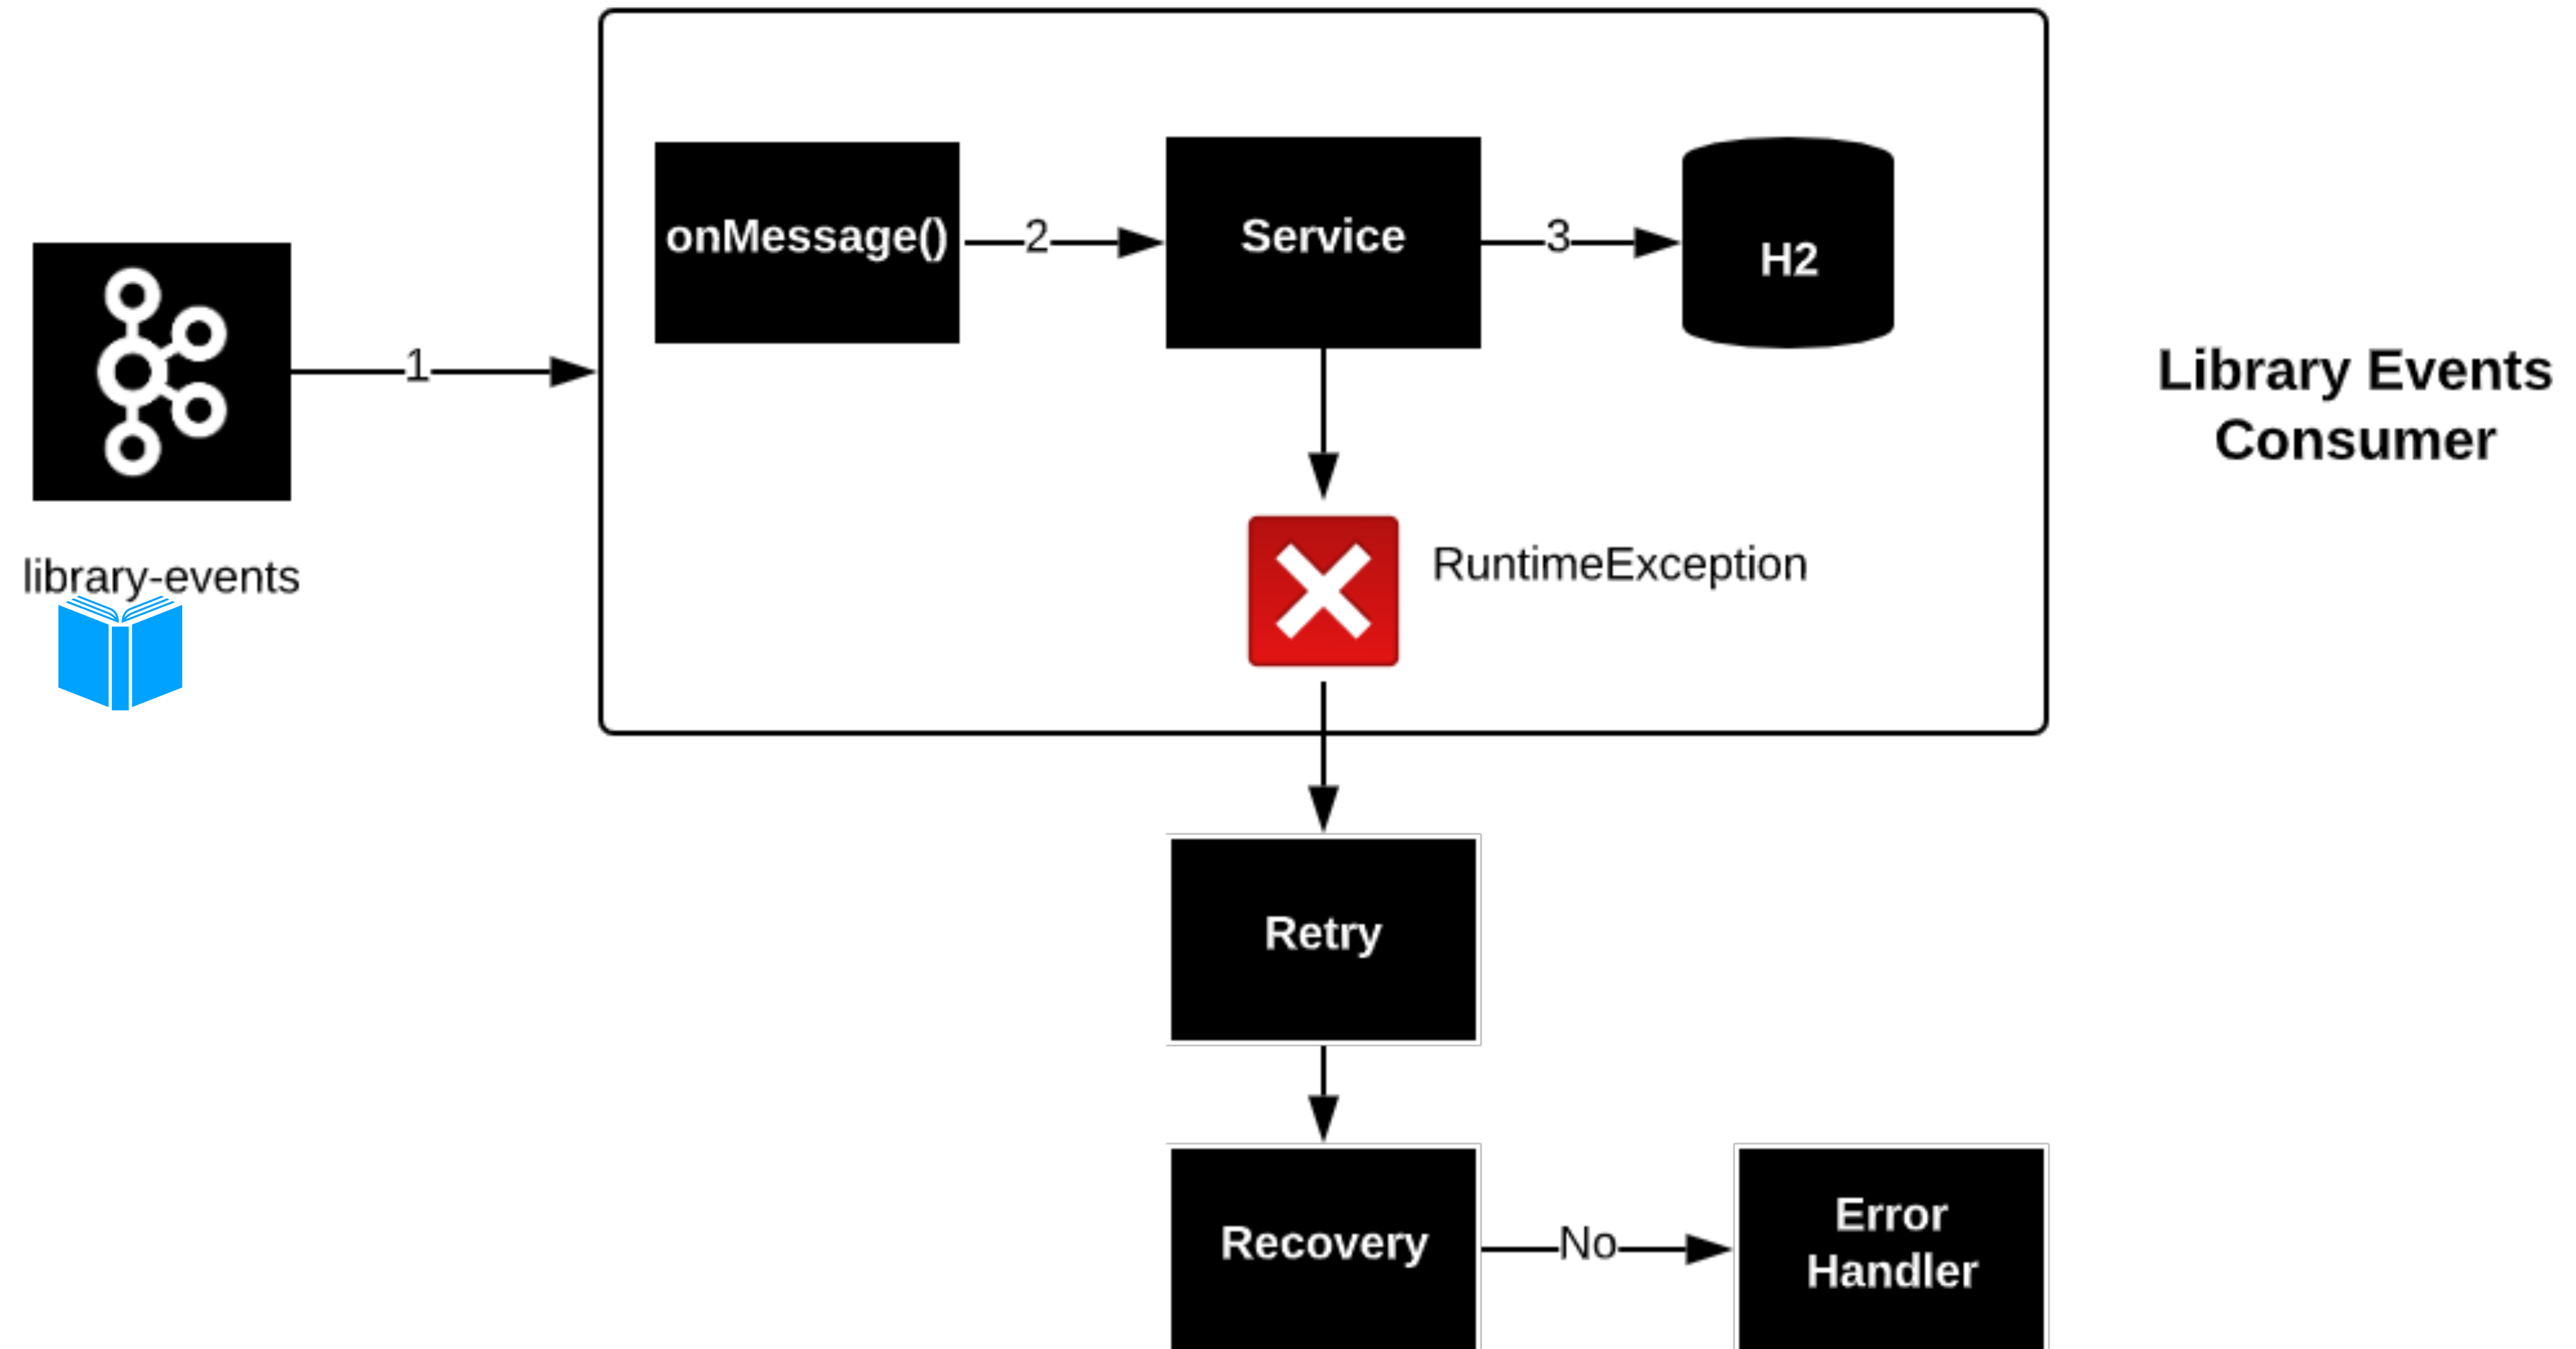 onMessage()
2
Service
3
H2
1
library-events
Library Events
Consumer
RuntimeException
Retry
Recovery
No
Error
Handler